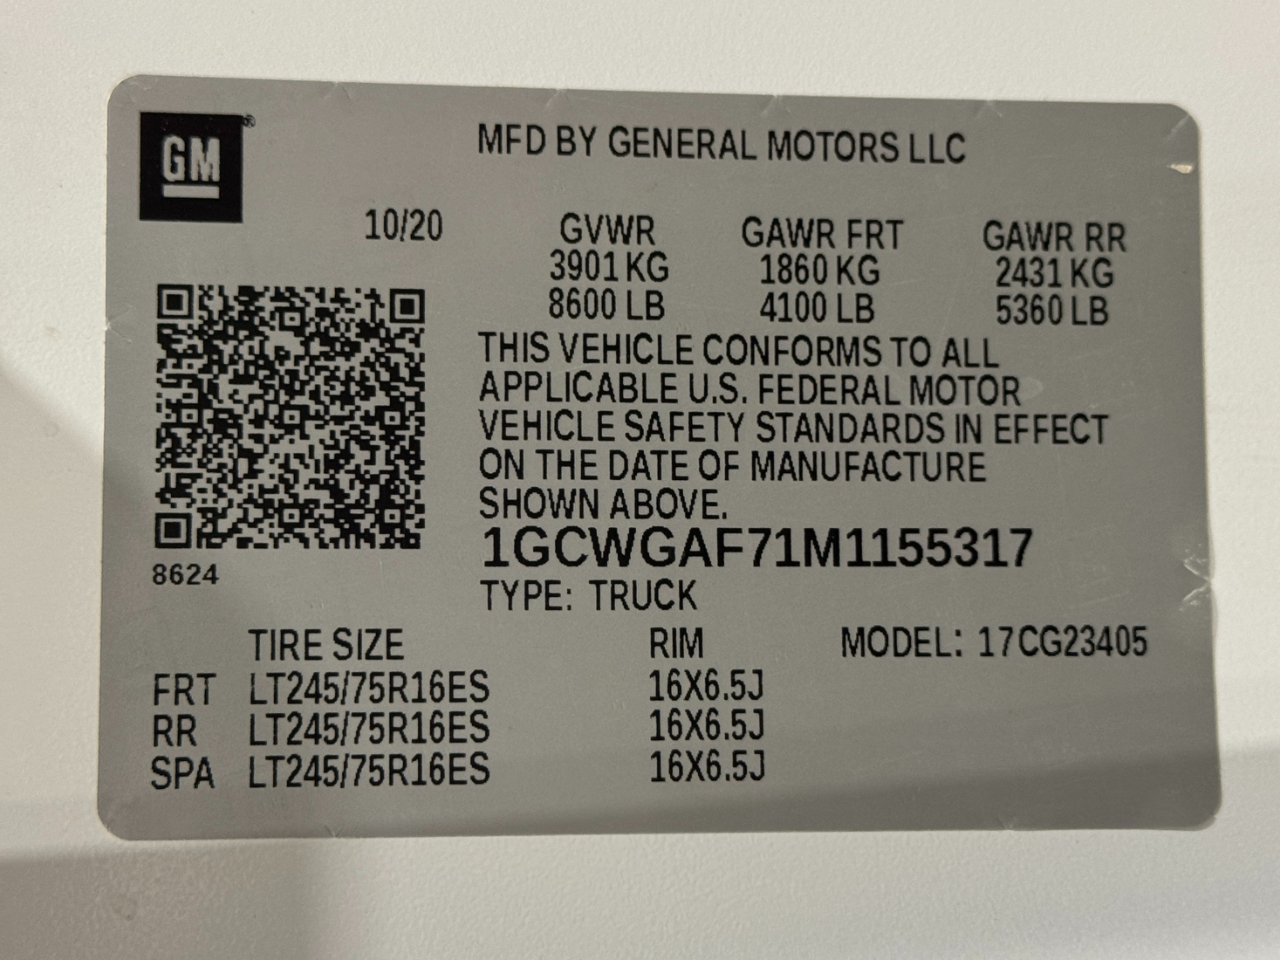 GM®
MFD BY GENERAL MOTORS LLC
10/20 GVWR GAWR FRT GAWR RR
3901 KG 1860 KG 2431 KG
8600 LB 4100 LB 5360 LB
THIS VEHICLE CONFORMS TO ALL
APPLICABLE U.S. FEDERAL MOTOR
VEHICLE SAFETY STANDARDS IN EFFECT
ON THE DATE OF MANUFACTURE
SHOWN ABOVE.
1GCWGAF71M1155317
8624
TYPE: TRUCK
TIRE SIZE RIM MODEL: 17CG23405
FRT LT245/75R16ES 16X6.5J
RR LT245/75R16ES 16X6.5J
SPA LT245/75R16ES 16X6.5J